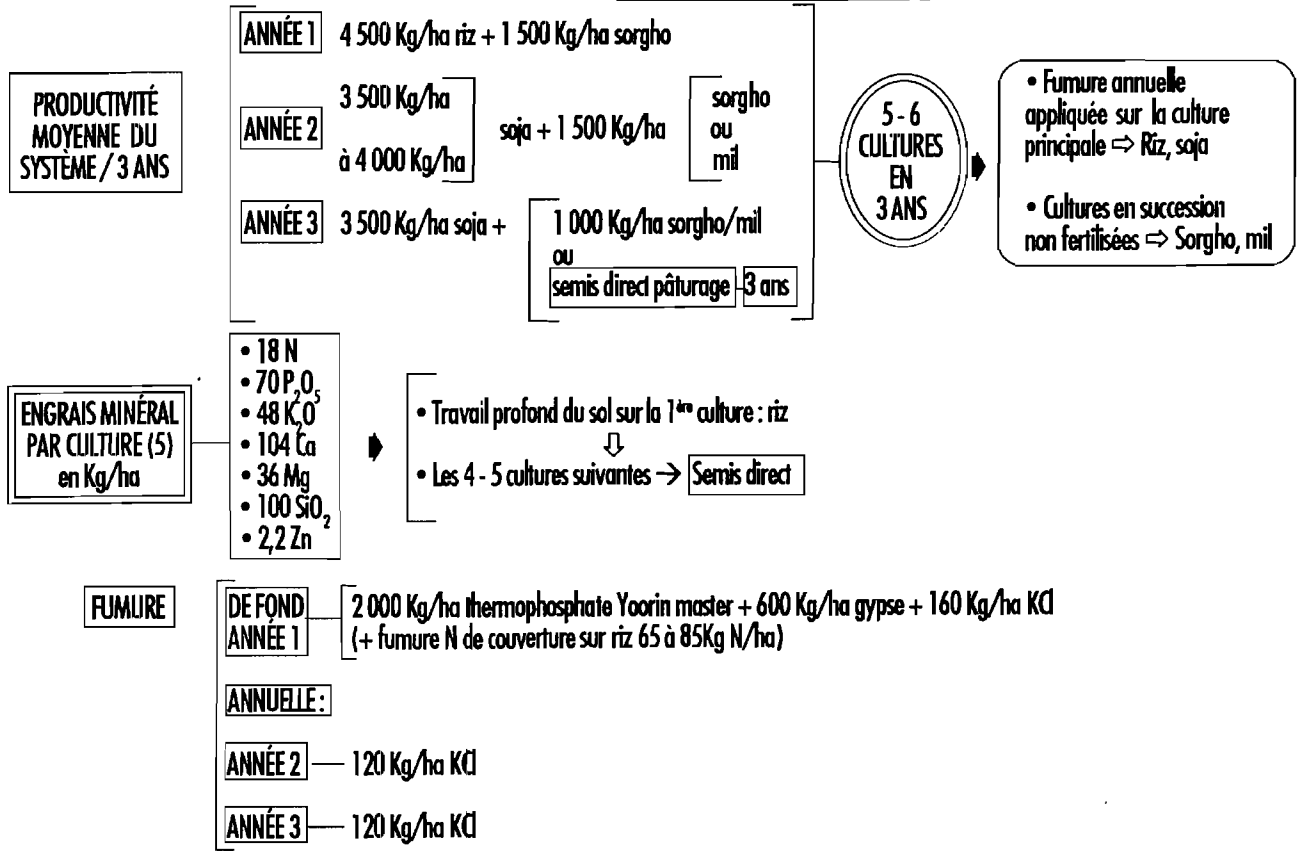 PRODUCTIVITÉ
MOYENNE DU
SYSTÈME / 3 ANS
ANNÉE 1 4 500 Kg/ha riz + 1 500 Kg/ha sorgho
ANNÉE 2
3 500 Kg/ha
à 4 000 Kg/ha
soja + 1 500 Kg/ha
sorgho
ou
mil
ANNÉE 3 3 500 Kg/ha soja +
1 000 Kg/ha sorgho/mil
ou
semis direct pâturage - 3 ans
5 - 6
CULTURES
EN
3 ANS
• Fumure annuelle
appliquée sur la culture
principale ⇨ Riz, soja
• Cultures en succession
non fertilisées ⇨ Sorgho, mil
ENGRAIS MINÉRAL
PAR CULTURE (5)
en Kg/ha
• 18 N
• 70 P₂O₅
• 48 K₂O
• 104 Ca
• 36 Mg
• 100 SiO₂
• 2,2 Zn
• Travail profond du sol sur la 1ère culture : riz
⇩
• Les 4 - 5 cultures suivantes → Semis direct
FUMURE
DE FOND
ANNÉE 1
2 000 Kg/ha thermophosphate Yoorin master + 600 Kg/ha gypse + 160 Kg/ha KCl
(+ fumure N de couverture sur riz 65 à 85Kg N/ha)
ANNUELLE :
ANNÉE 2 — 120 Kg/ha KCl
ANNÉE 3 — 120 Kg/ha KCl